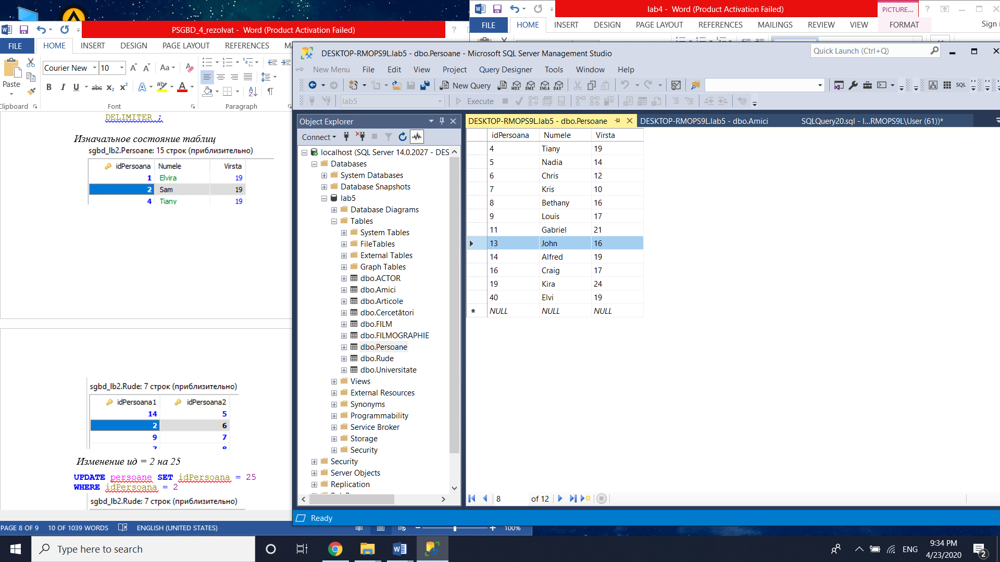 PSGBD_4_rezolvat - Word (Product Activation Failed)
FILE HOME INSERT DESIGN PAGE LAYOUT REFERENCES
Paste
Courier New 10
Clipboard Font Paragraph
DELIMITER ;
Изначальное состояние таблиц
sgbd_lb2.Persoane: 15 строк (приблизительно)
idPersoana Numele Virsta
1 Elvira 19
2 Sam 19
4 Tiany 19
sgbd_lb2.Rude: 7 строк (приблизительно)
idPersoana1 idPersoana2
14 5
2 6
9 7
7 8
Изменение ид = 2 на 25
UPDATE persoane SET idPersoana = 25
WHERE idPersoana = 2
sgbd_lb2.Rude: 7 строк (приблизительно)
PAGE 8 OF 9 10 OF 1039 WORDS ENGLISH (UNITED STATES) 100%
lab4 - Word (Product Activation Failed) PICTURE...
FILE HOME INSERT DESIGN PAGE LAYOUT REFERENCES MAILINGS REVIEW VIEW FORMAT Sign i
DESKTOP-RMOPS9L.lab5 - dbo.Persoane - Microsoft SQL Server Management Studio
Quick Launch (Ctrl+Q)
New Menu File Edit View Project Query Designer Tools Window Help
New Query MDX DMX XMLA DAX SQL
lab5 Execute
Object Explorer
Connect
localhost (SQL Server 14.0.2027 - DES
Databases
System Databases
Database Snapshots
lab5
Database Diagrams
Tables
System Tables
FileTables
External Tables
Graph Tables
dbo.ACTOR
dbo.Amici
dbo.Articole
dbo.Cercetători
dbo.FILM
dbo.FILMOGRAPHIE
dbo.Persoane
dbo.Rude
dbo.Universitate
Views
External Resources
Synonyms
Programmability
Service Broker
Storage
Security
Security
Server Objects
Replication
DESKTOP-RMOPS9L.lab5 - dbo.Persoane DESKTOP-RMOPS9L.lab5 - dbo.Amici SQLQuery20.sql - l...RMOPS9L\User (61))*
idPersoana Numele Virsta
4 Tiany 19
5 Nadia 14
6 Chris 12
7 Kris 10
8 Bethany 16
9 Louis 17
11 Gabriel 21
13 John 16
14 Alfred 19
16 Craig 17
19 Kira 24
40 Elvi 19
NULL NULL NULL
8 of 12
Ready
Type here to search
ENG
9:34 PM
4/23/2020
2